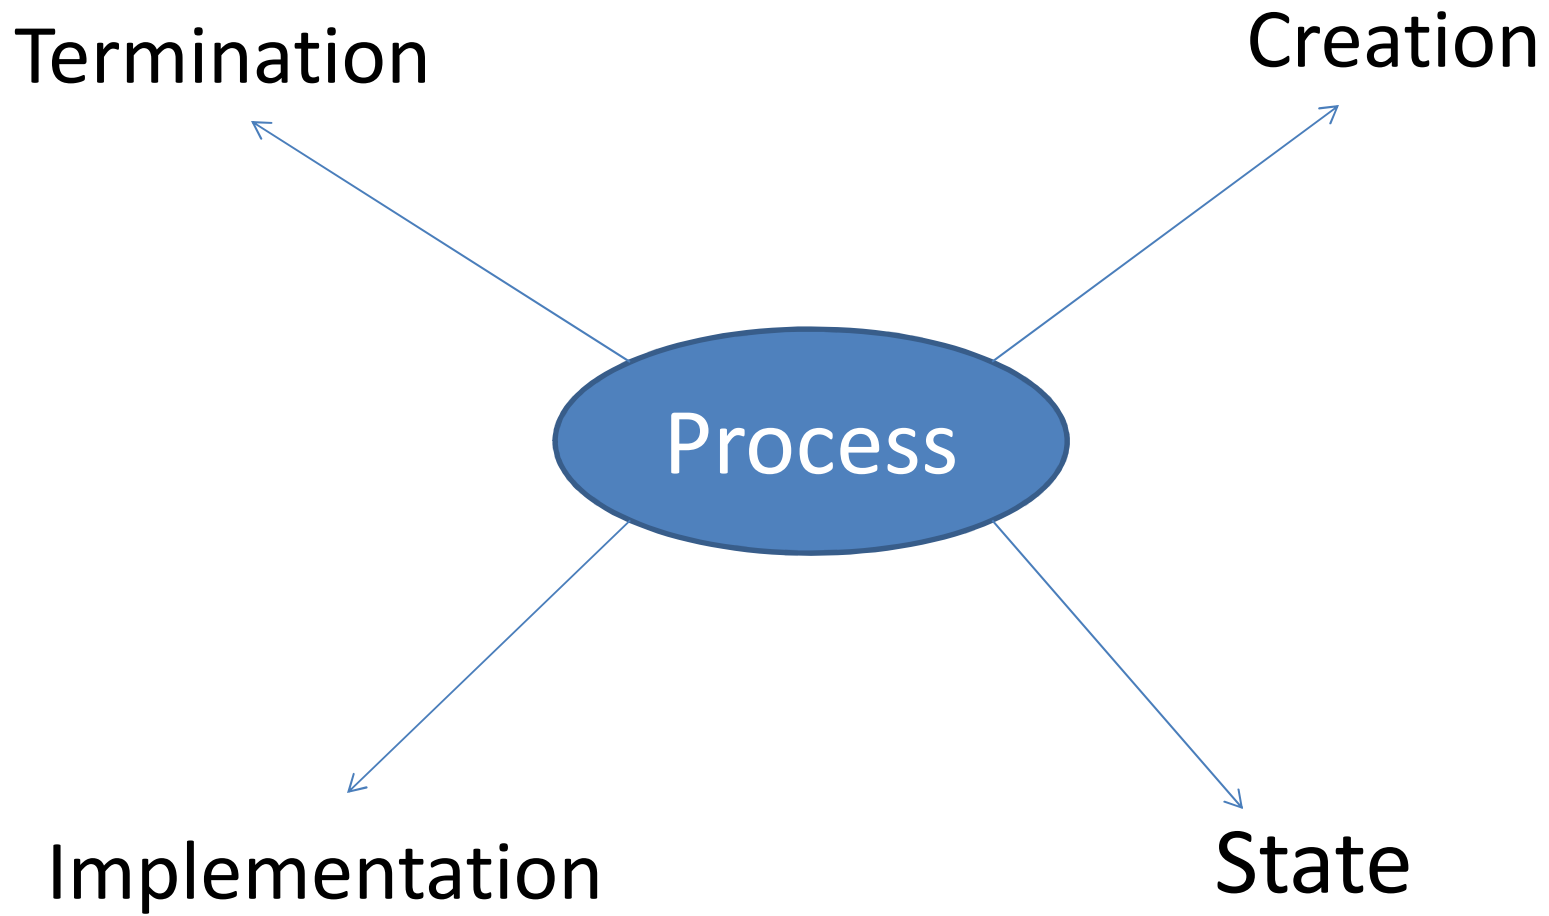 Termination
Creation
Process
Implementation
State